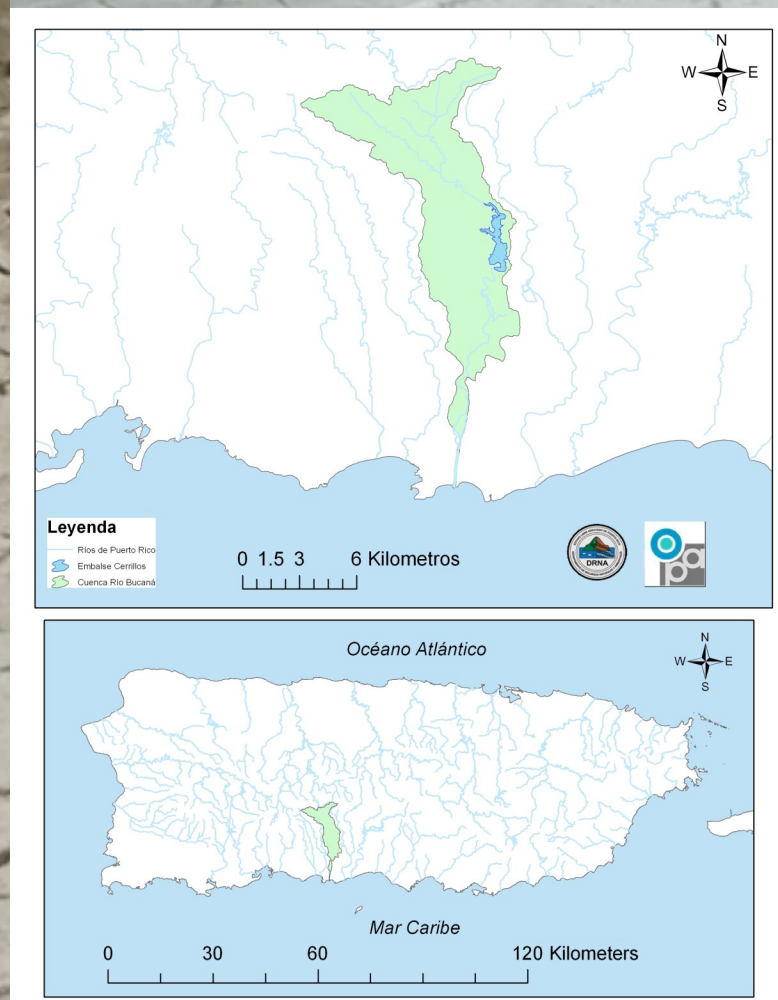 N
W E
S
Leyenda
Ríos de Puerto Rico
Embalse Cerrillos
Cuenca Río Bucaná
0 1.5 3 6 Kilometros
DRNA
opa
Océano Atlántico
N
W E
S
Mar Caribe
0 30 60 120 Kilometers